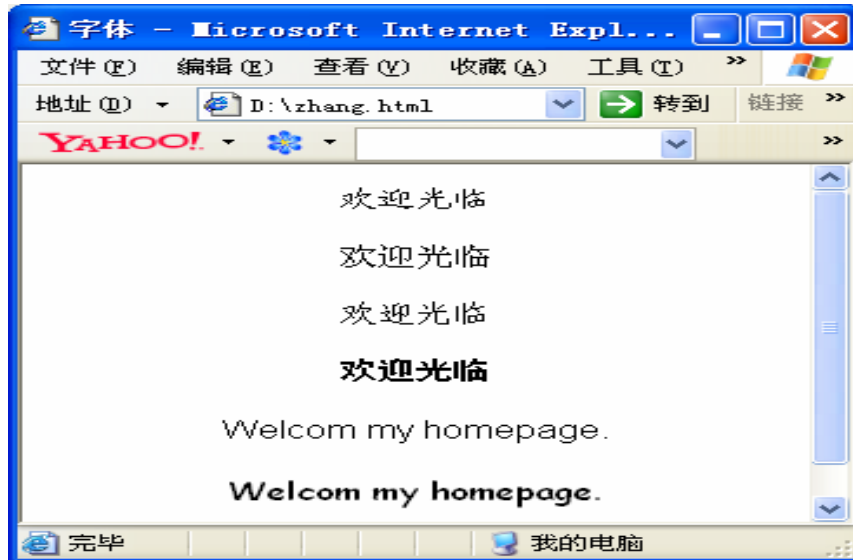 字体 - Microsoft Internet Expl...
文件(F) 编辑(E) 查看(V) 收藏(A) 工具(T) »
地址(D) D:\zhang.html 转到 链接 »
YAHOO! »
欢迎光临
欢迎光临
欢迎光临
欢迎光临
Welcom my homepage.
Welcom my homepage.
完毕 我的电脑